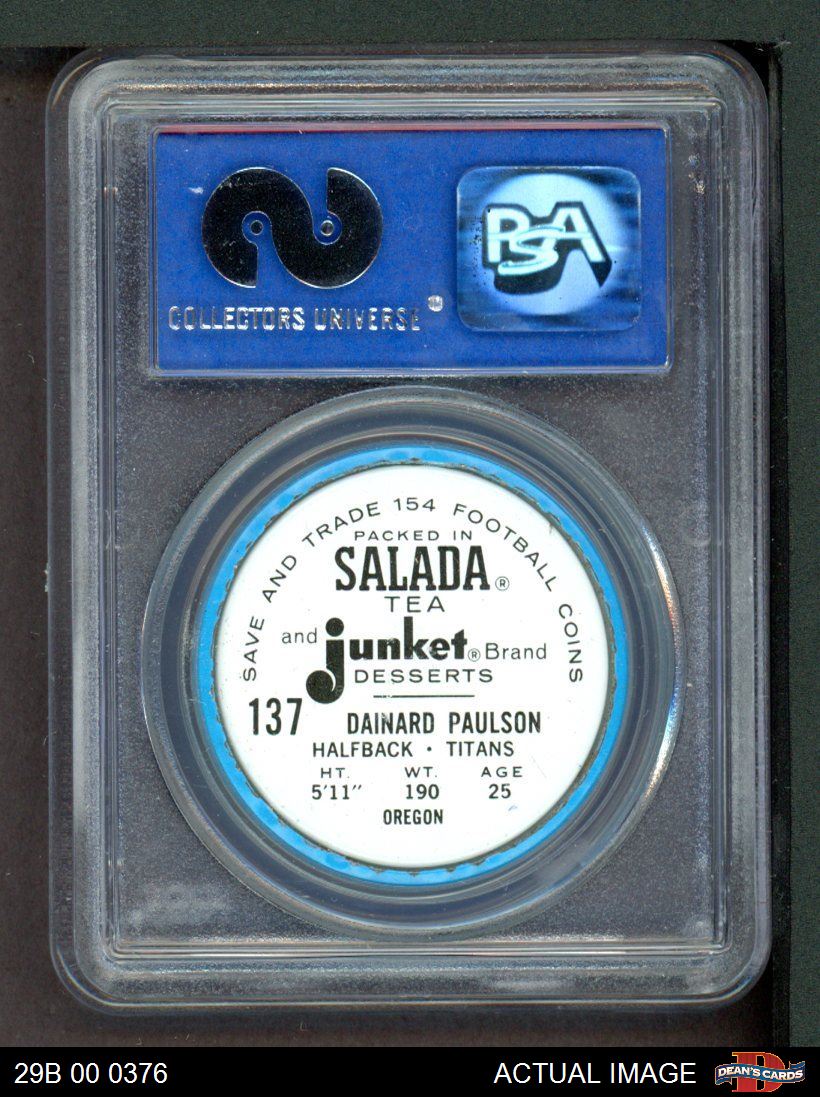 COLLECTORS UNIVERSE
PSA
SAVE AND TRADE 154 FOOTBALL COINS
PACKED IN
SALADA®
TEA
and junket® Brand
DESSERTS
137 DAINARD PAULSON
HALFBACK • TITANS
HT. WT. AGE
5'11" 190 25
OREGON
29B 00 0376 ACTUAL IMAGE DEAN'S CARDS